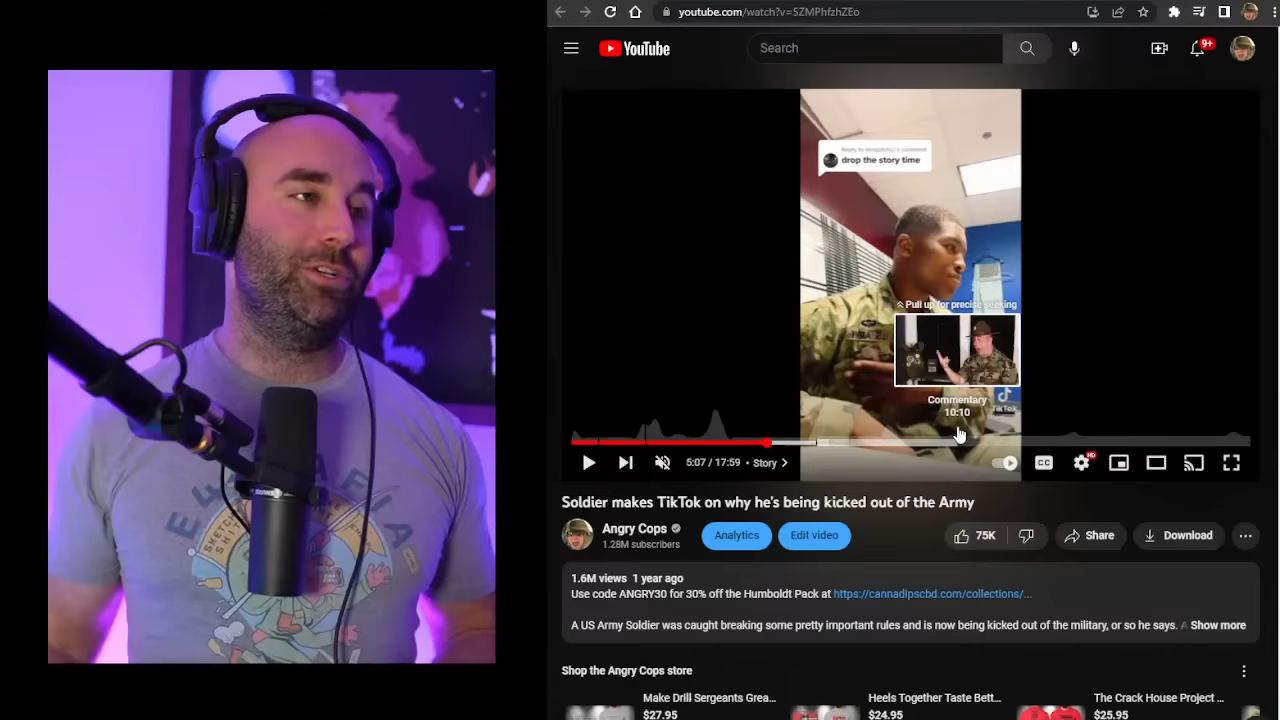 youtube.com/watch?v=5ZMPhfzhZEo
YouTube
Search
9+
drop the story time
Pull up for precise seeking
Commentary
10:10
TikTok
5:07 / 17:59 • Story
CC
HD
Soldier makes TikTok on why he's being kicked out of the Army
Angry Cops
1.28M subscribers
Analytics
Edit video
75K
Share
Download
1.6M views 1 year ago
Use code ANGRY30 for 30% off the Humboldt Pack at https://cannadipscbd.com/collections/...
A US Army Soldier was caught breaking some pretty important rules and is now being kicked out of the military, or so he says. A Show more
Shop the Angry Cops store
Make Drill Sergeants Grea...
$27.95
Heels Together Taste Bett...
$24.95
The Crack House Project ...
$25.95